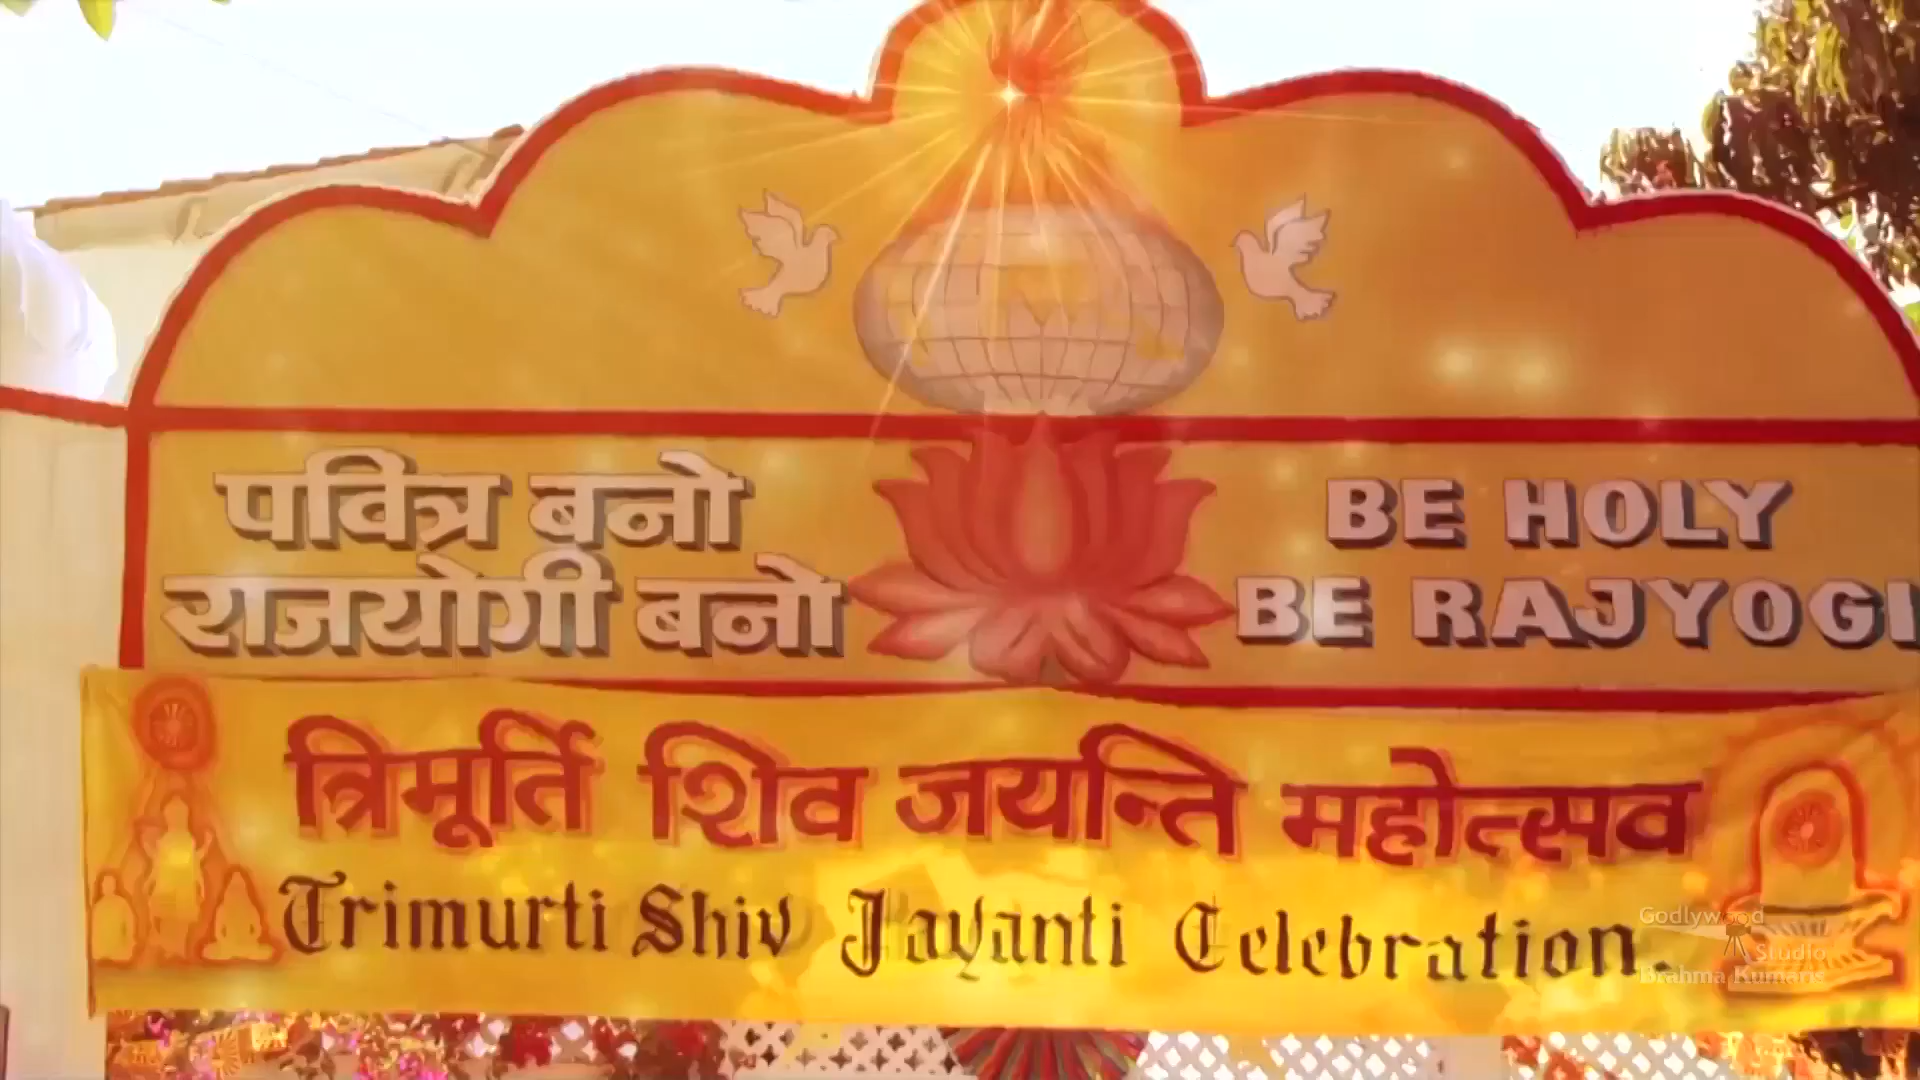 पवित्र बनो
राजयोगी बनो
BE HOLY
BE RAJYOGI
त्रिमूर्ति शिव जयन्ति महोत्सव
Trimurti Shiv Jayanti Celebration.
Godlywood
Studio
Brahma Kumaris